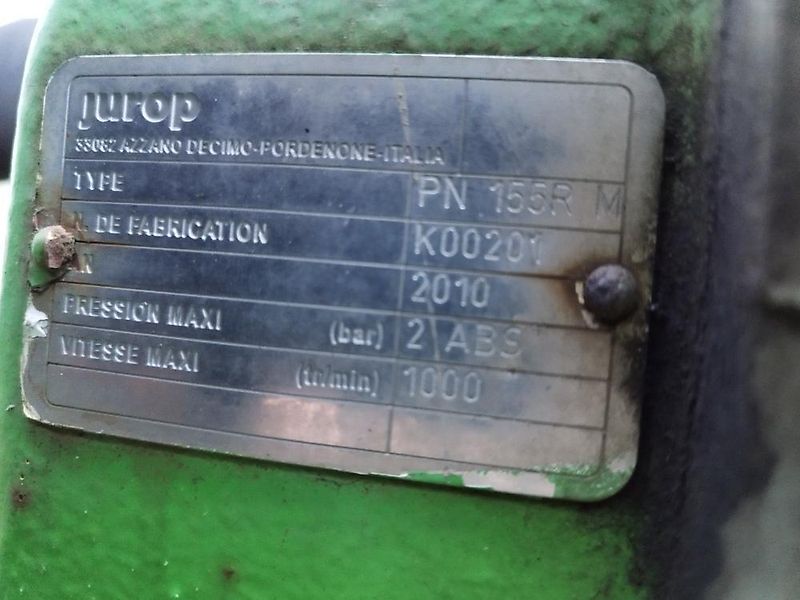 jurop
33082 AZZANO DECIMO-PORDENONE-ITALIA
TYPE PN 155R M
N. DE FABRICATION K00201
AN 2010
PRESSION MAXI (bar) 2 ABS
VITESSE MAXI (tr/min) 1000